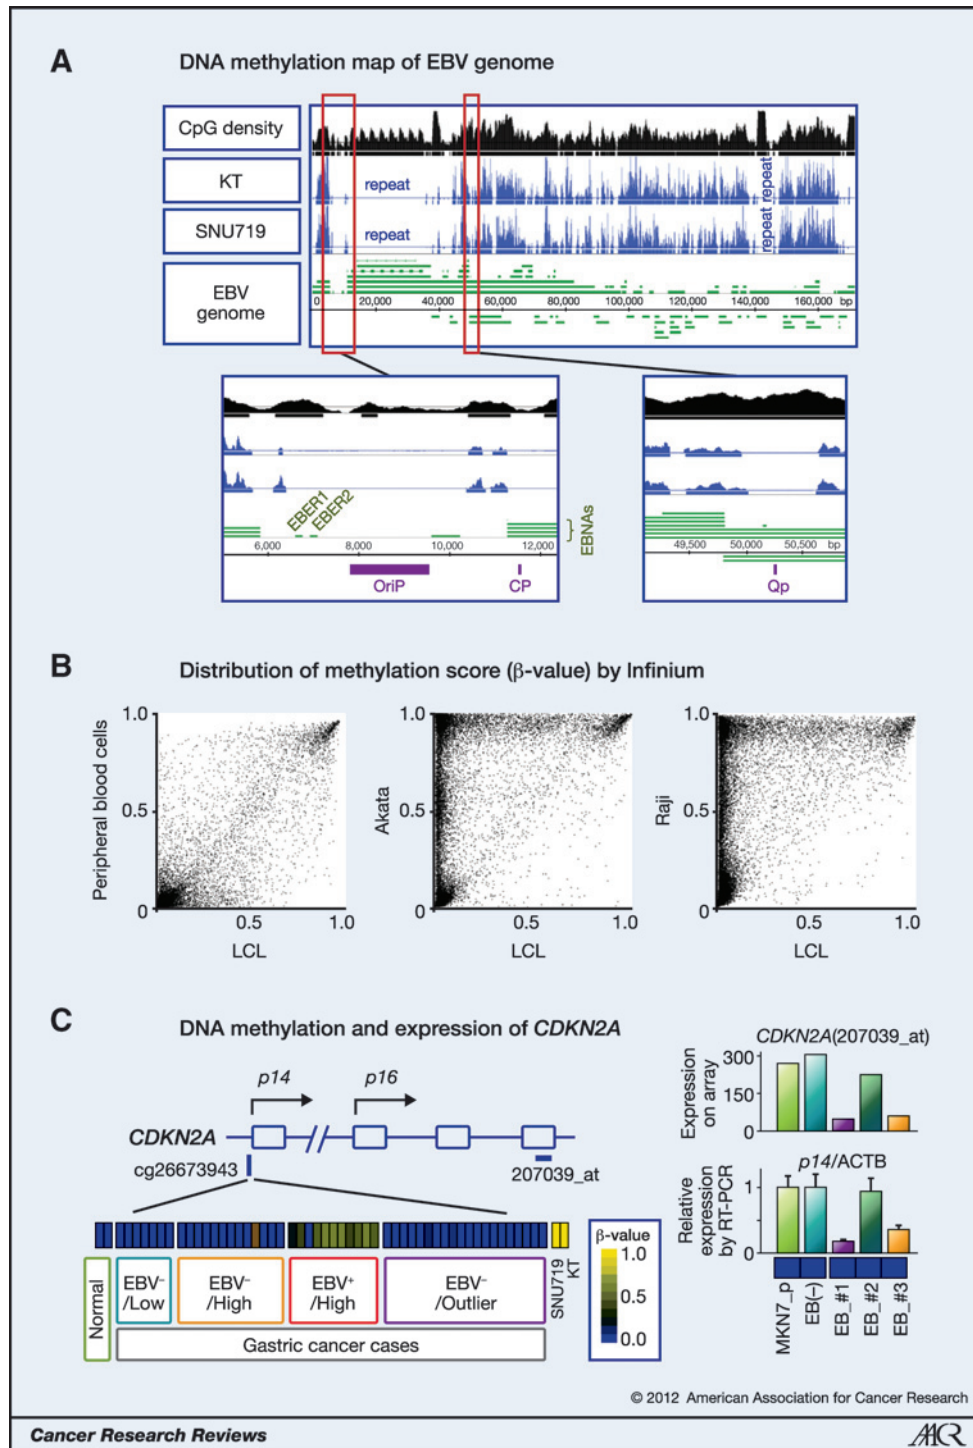 A DNA methylation map of EBV genome
CpG density
KT
SNU719
EBV
genome
repeat
repeat
repeat repeat
0 20,000 40,000 60,000 80,000 100,000 120,000 140,000 160,000 bp
EBER1
EBER2
EBNAs
6,000 8,000 10,000 12,000
OriP CP
49,500 50,000 50,500 bp
Qp
B Distribution of methylation score (β-value) by Infinium
Peripheral blood cells
1.0
0.5
0
0.5 1.0
LCL
Akata
1.0
0.5
0
0.5 1.0
LCL
Raji
1.0
0.5
0
0.5 1.0
LCL
C DNA methylation and expression of CDKN2A
p14 p16
CDKN2A
cg26673943
207039_at
Normal
EBV⁻
/Low
EBV⁻
/High
EBV⁺
/High
EBV⁻
/Outlier
SNU719
KT
Gastric cancer cases
β-value
1.0
0.8
0.6
0.4
0.2
0.0
CDKN2A(207039_at)
Expression
on array
300
150
0
p14/ACTB
Relative
expression
by RT-PCR
1
0
MKN7_p
EB(–)
EB_#1
EB_#2
EB_#3
© 2012 American Association for Cancer Research
Cancer Research Reviews
AACR